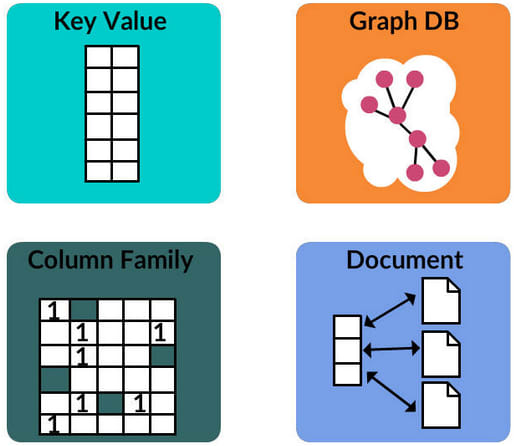 Key Value
Graph DB
Column Family
1
1 1
1
1 1
1
Document